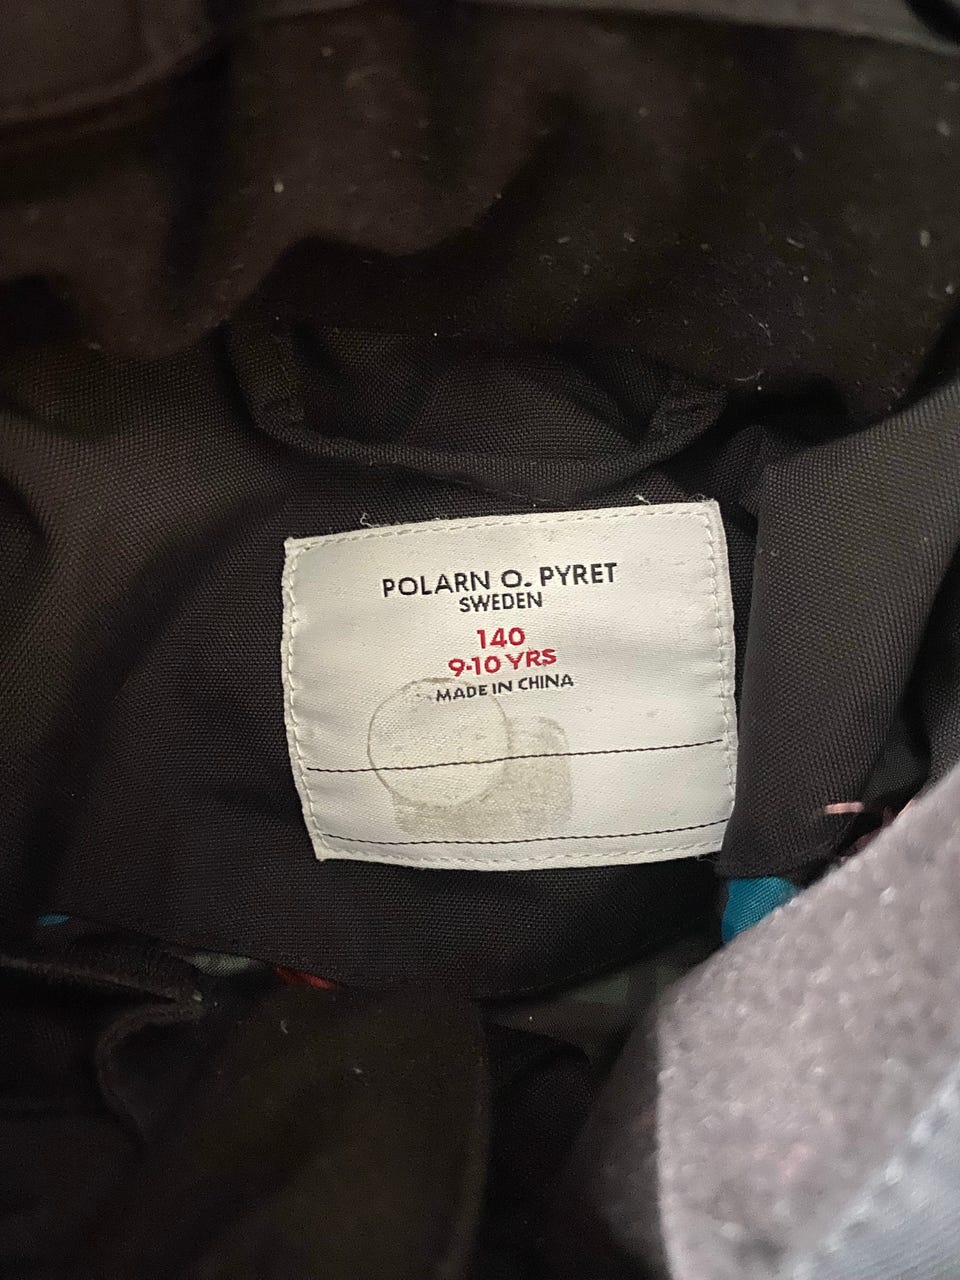 POLARN O. PYRET
SWEDEN
140
9-10 YRS
MADE IN CHINA